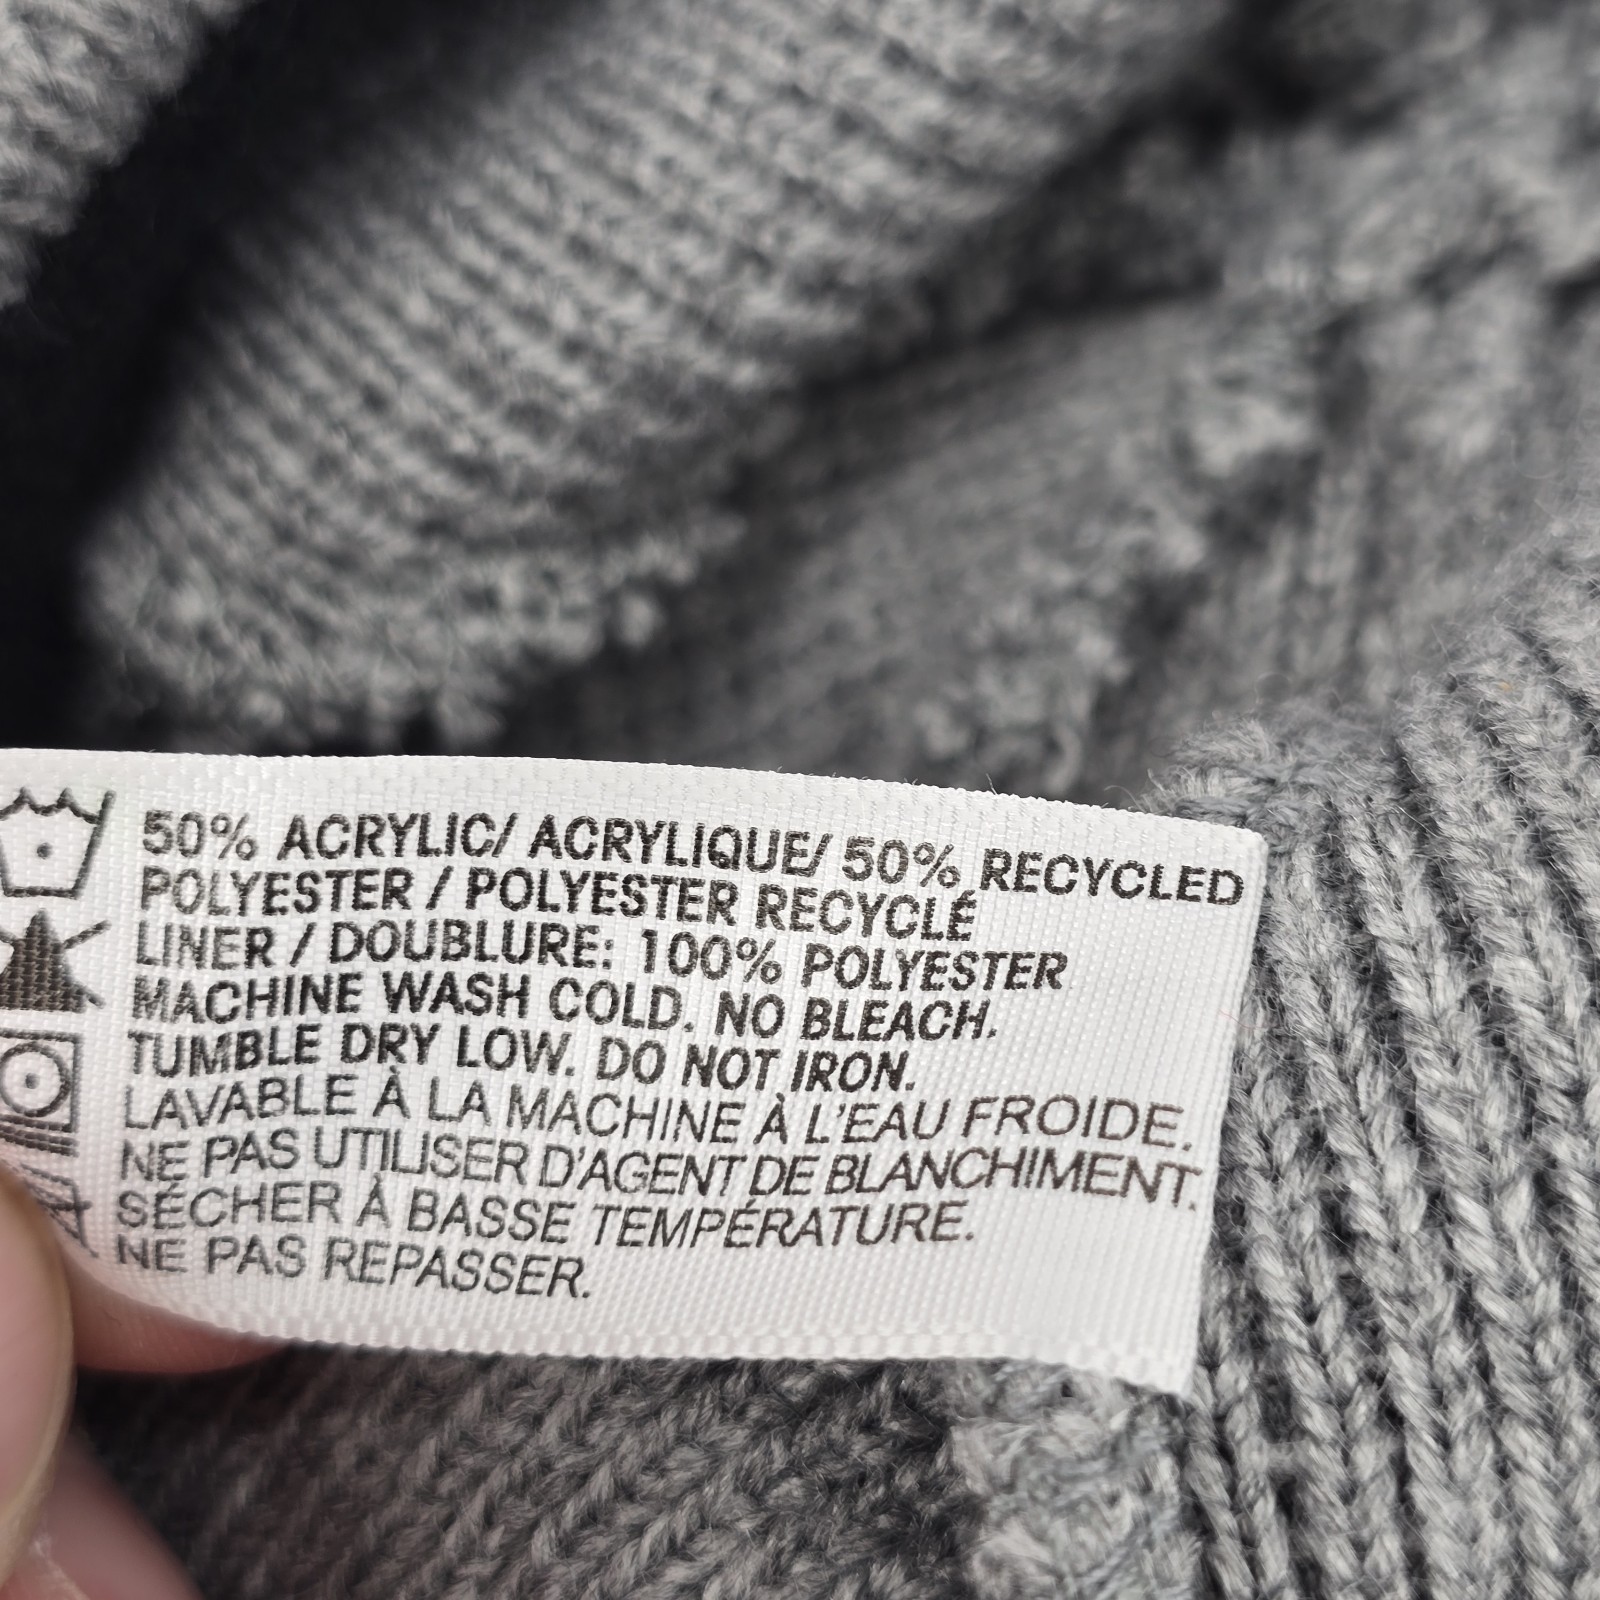 50% ACRYLIC/ ACRYLIQUE/ 50% RECYCLED
POLYESTER / POLYESTER RECYCLÉ
LINER / DOUBLURE: 100% POLYESTER
MACHINE WASH COLD. NO BLEACH.
TUMBLE DRY LOW. DO NOT IRON.
LAVABLE À LA MACHINE À L'EAU FROIDE.
NE PAS UTILISER D'AGENT DE BLANCHIMENT.
SÉCHER À BASSE TEMPÉRATURE.
NE PAS REPASSER.